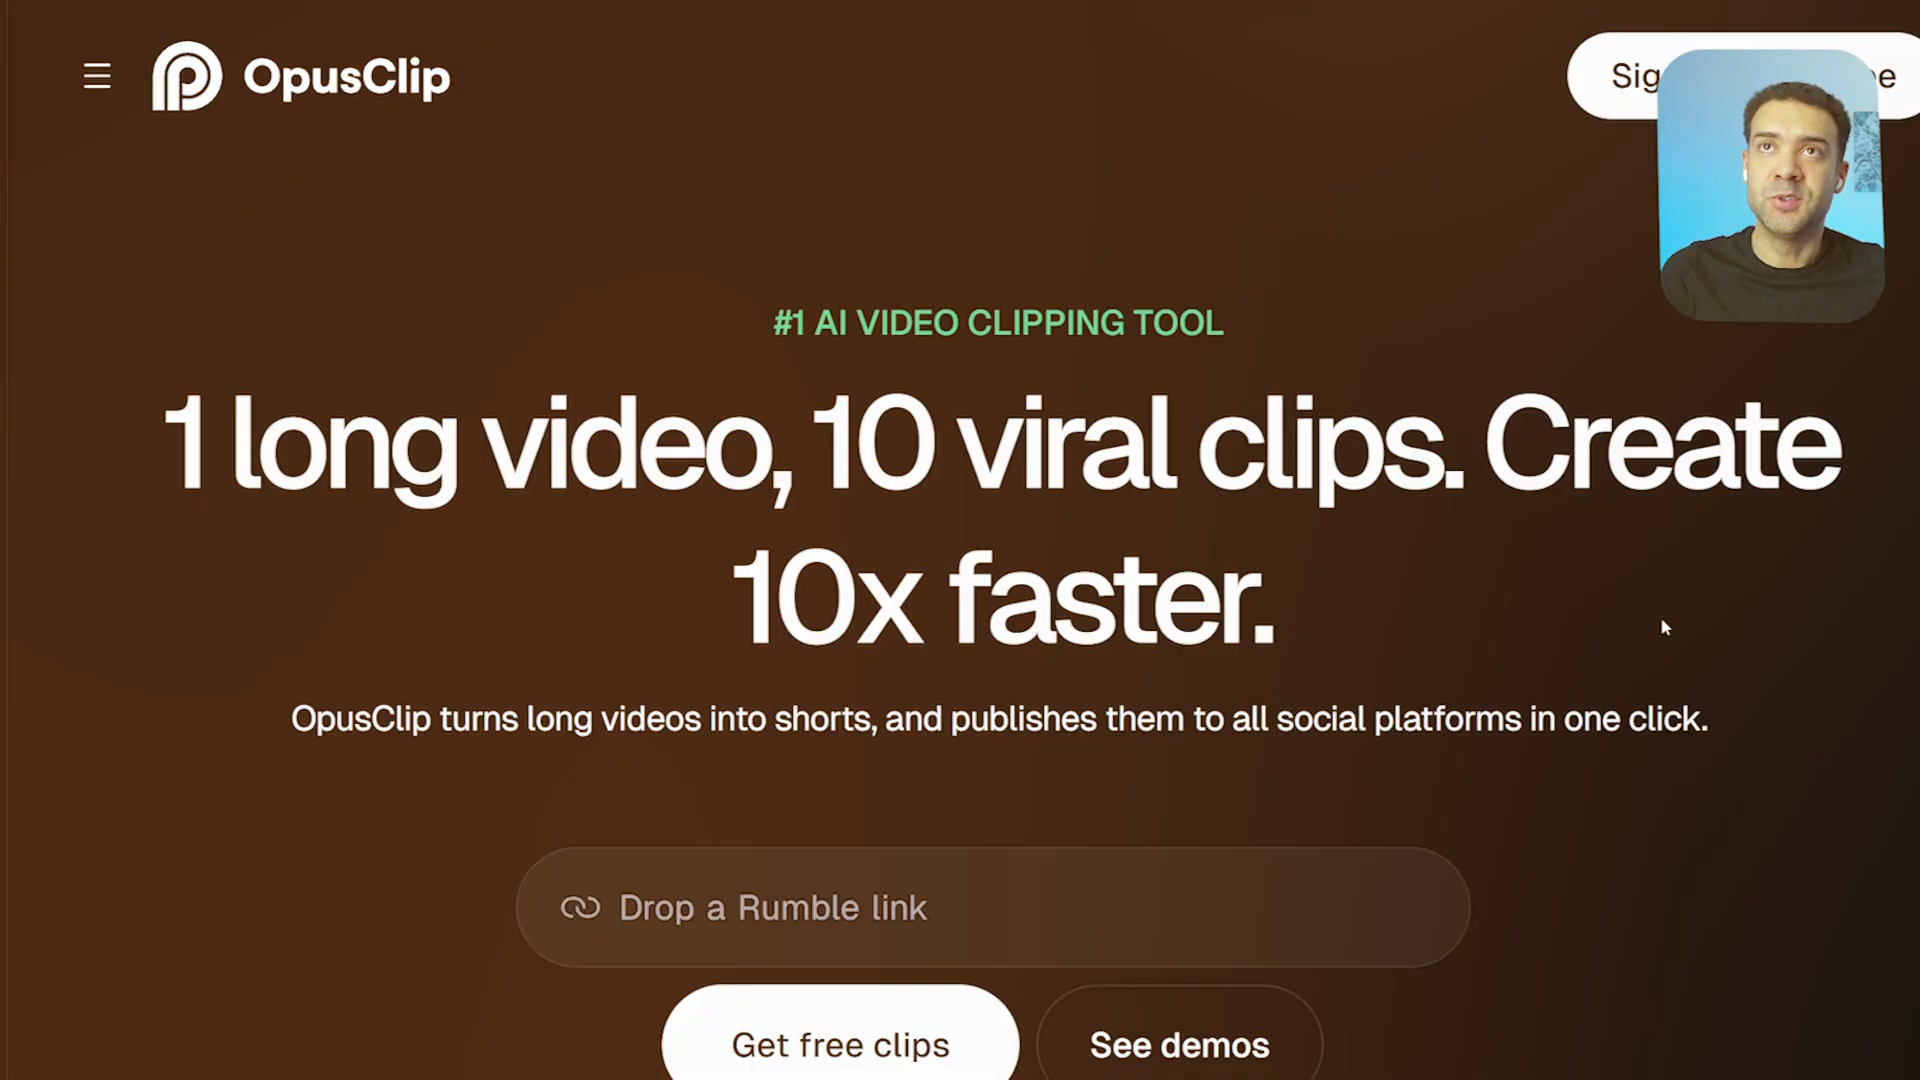 OpusClip
#1 AI VIDEO CLIPPING TOOL
1 long video, 10 viral clips. Create
10x faster.
OpusClip turns long videos into shorts, and publishes them to all social platforms in one click.
Drop a Rumble link
Get free clips
See demos